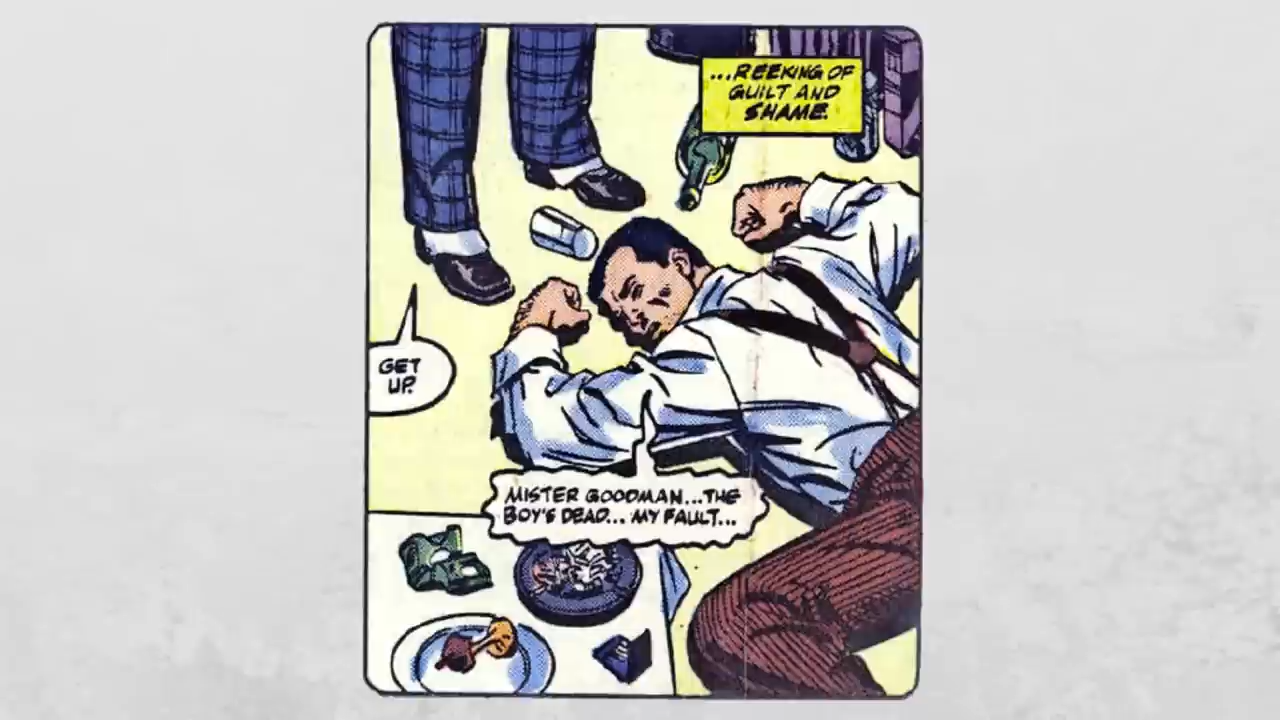 ...REEKING OF
GUILT AND
SHAME.
GET
UP.
MISTER GOODMAN...THE
BOY'S DEAD... MY FAULT...